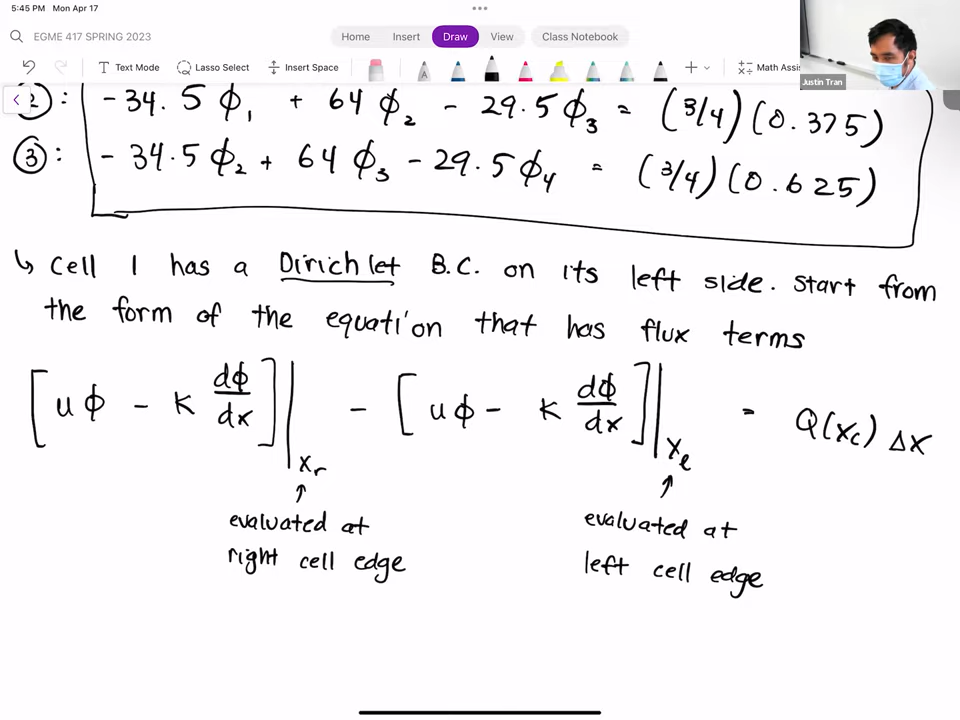 5:45 PM Mon Apr 17
EGME 417 SPRING 2023
Home Insert Draw View Class Notebook
Text Mode Lasso Select Insert Space Math Assis
Justin Tran
②: - 34.5 ϕ₁ + 64 ϕ₂ - 29.5 ϕ₃ = (3/4)(0.375)
③: - 34.5 ϕ₂ + 64 ϕ₃ - 29.5 ϕ₄ = (3/4)(0.625)
↳ Cell 1 has a Dirichlet B.C. on its left side. Start from
the form of the equation that has flux terms
[uϕ - K dϕ/dx]|xr - [uϕ - K dϕ/dx]|xl = Q(xc) Δx
↑ ↑
evaluated at evaluated at
right cell edge left cell edge